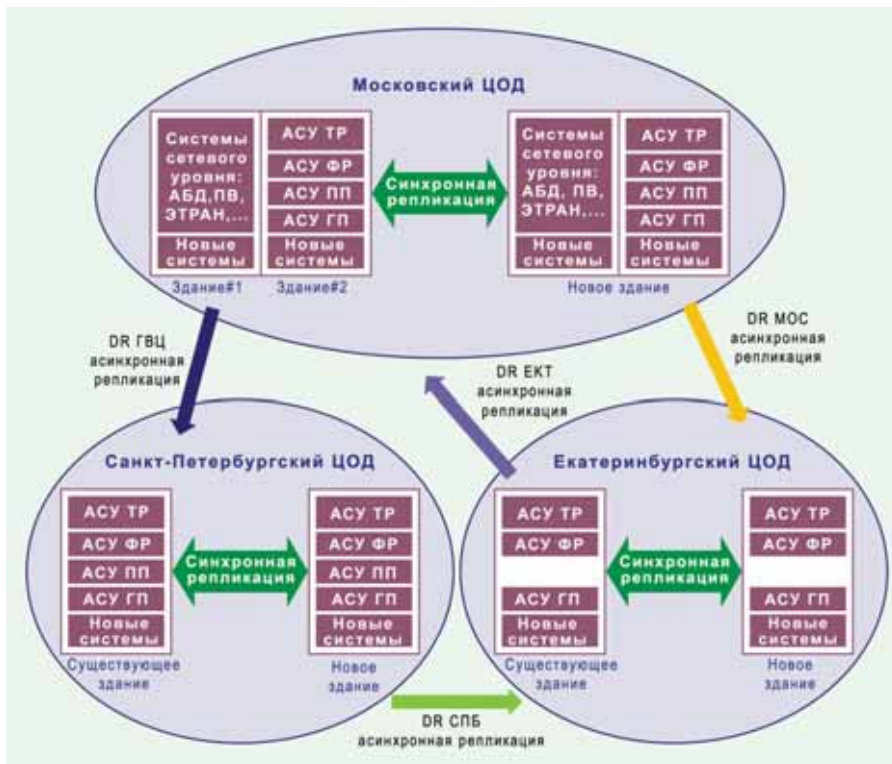 Московский ЦОД
Системы
сетевого
уровня:
АБД,ПВ,
ЭТРАН,...
Новые
системы
АСУ ТР
АСУ ФР
АСУ ПП
АСУ ГП
Новые
системы
Синхронная
репликация
Системы
сетевого
уровня:
АБД, ПВ,
ЭТРАН,...
Новые
системы
АСУ ТР
АСУ ФР
АСУ ПП
АСУ ГП
Новые
системы
Здание#1
Здание#2
Новое здание
DR ГВЦ
асинхронная
репликация
DR ЕКТ
асинхронная
репликация
DR МОС
асинхронная
репликация
Санкт-Петербургский ЦОД
АСУ ТР
АСУ ФР
АСУ ПП
АСУ ГП
Новые
системы
Синхронная
репликация
АСУ ТР
АСУ ФР
АСУ ПП
АСУ ГП
Новые
системы
Существующее
здание
Новое
здание
Екатеринбургский ЦОД
АСУ ТР
АСУ ФР
АСУ ГП
Новые
системы
Синхронная
репликация
АСУ ТР
АСУ ФР
АСУ ГП
Новые
системы
Существующее
здание
Новое
здание
DR СПБ
асинхронная репликация